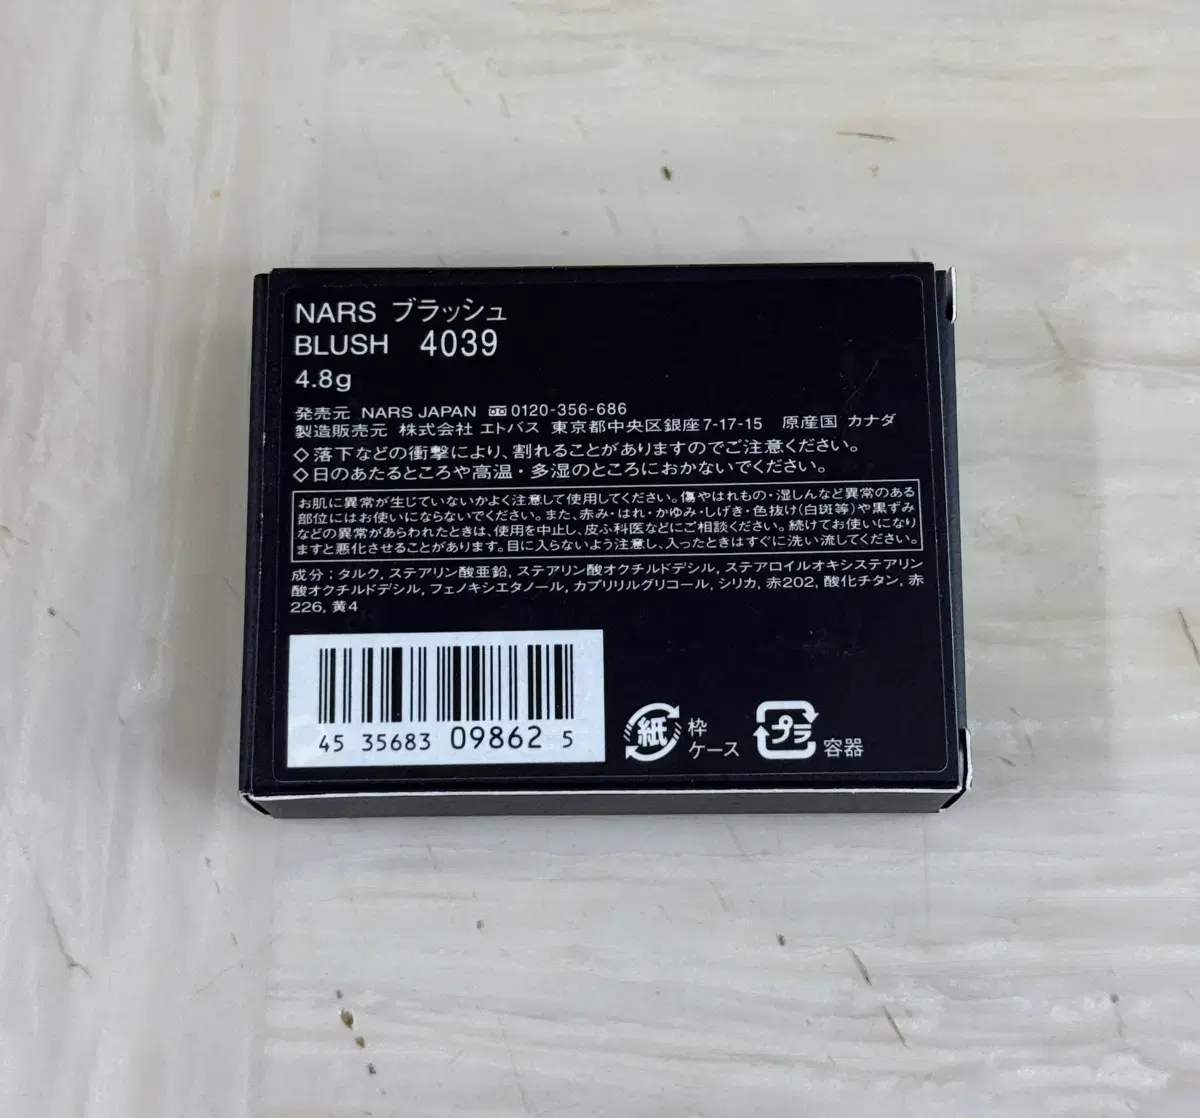 NARS ブラッシュ
BLUSH 4039
4.8g
発売元 NARS JAPAN 0120-356-686
製造販売元 株式会社 エトバス 東京都中央区銀座7-17-15 原産国 カナダ
◇落下などの衝撃により、割れることがありますのでご注意ください。
◇日のあたるところや高温・多湿のところにおかないでください。
お肌に異常が生じていないかよく注意して使用してください。傷やはれもの・湿しんなど異常のある
部位にはお使いにならないでください。また、赤み・はれ・かゆみ・しげき・色抜け(白斑等)や黒ずみ
などの異常があらわれたときは、使用を中止し、皮ふ科医などにご相談ください。続けてお使いになり
ますと悪化させることがあります。目に入らないよう注意し、入ったときはすぐに洗い流してください。
成分：タルク, ステアリン酸亜鉛, ステアリン酸オクチルドデシル, ステアロイルオキシステアリン
酸オクチルドデシル, フェノキシエタノール, カプリリルグリコール, シリカ, 赤202, 酸化チタン, 赤
226, 黄4
45 35683 09862 5
紙 枠
ケース
プラ 容器